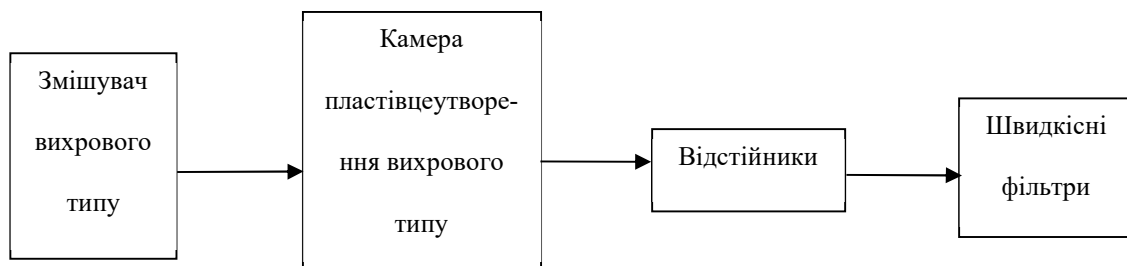 Змішувач
вихрового
типу
Камера
пластівцеутворе-
ння вихрового
типу
Відстійники
Швидкісні
фільтри